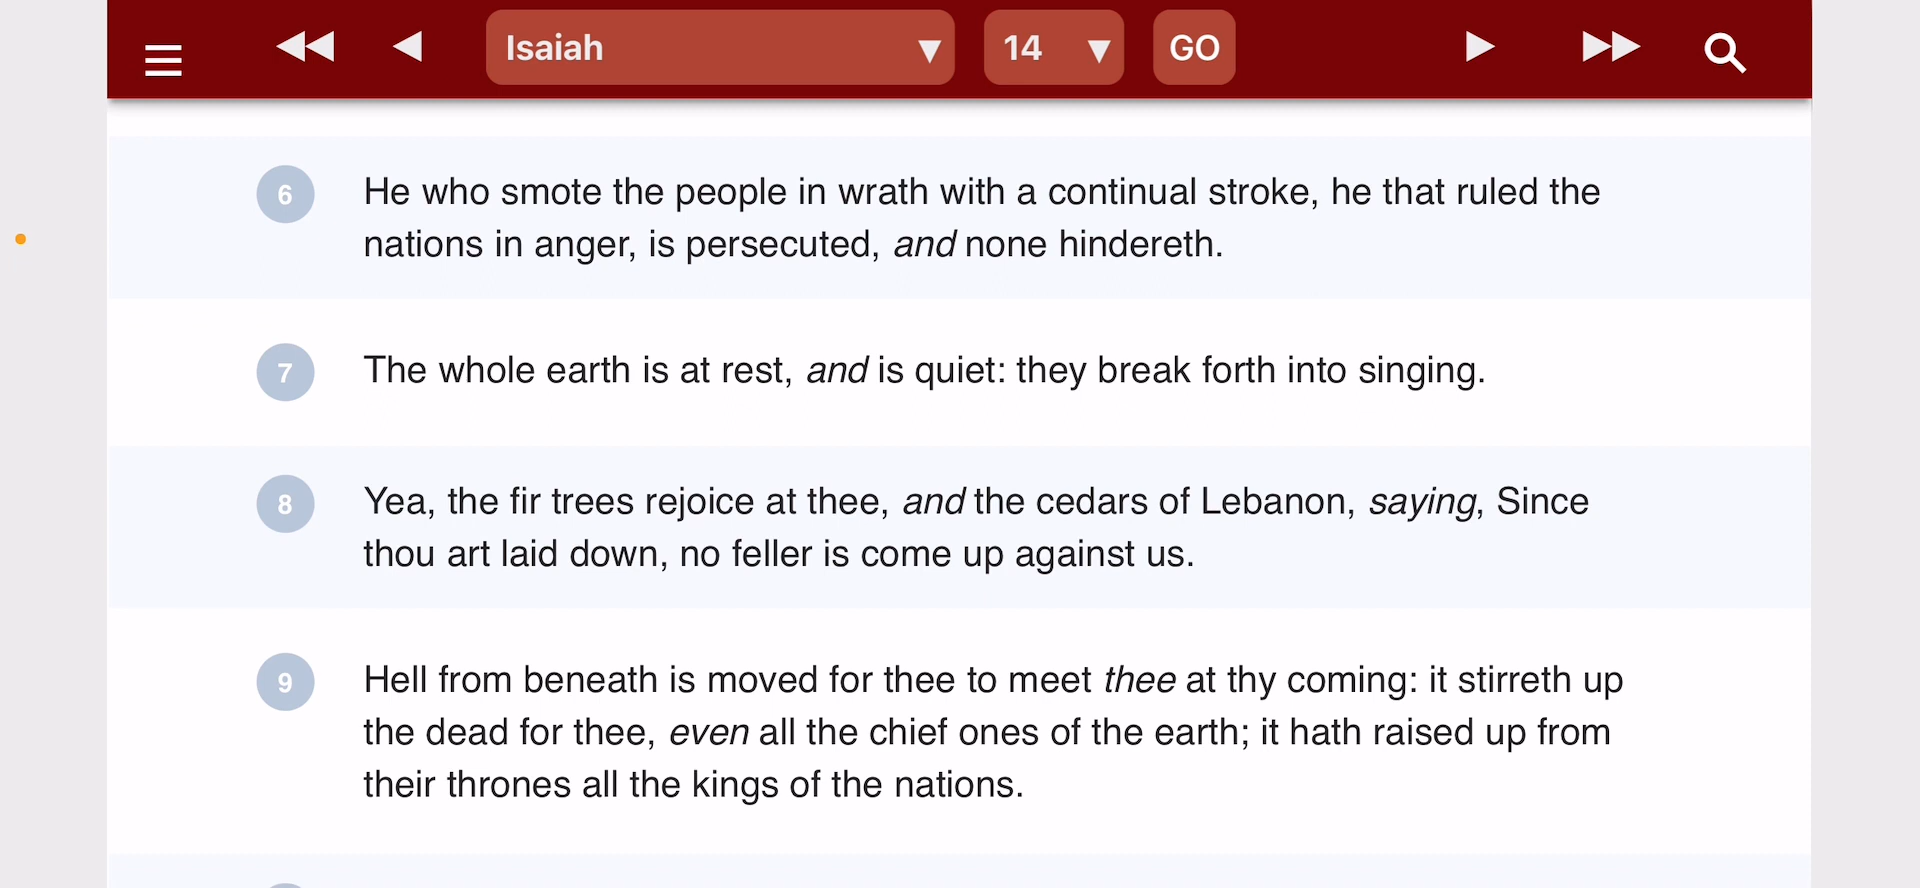 Isaiah 14 GO
6 He who smote the people in wrath with a continual stroke, he that ruled the
nations in anger, is persecuted, and none hindereth.
7 The whole earth is at rest, and is quiet: they break forth into singing.
8 Yea, the fir trees rejoice at thee, and the cedars of Lebanon, saying, Since
thou art laid down, no feller is come up against us.
9 Hell from beneath is moved for thee to meet thee at thy coming: it stirreth up
the dead for thee, even all the chief ones of the earth; it hath raised up from
their thrones all the kings of the nations.